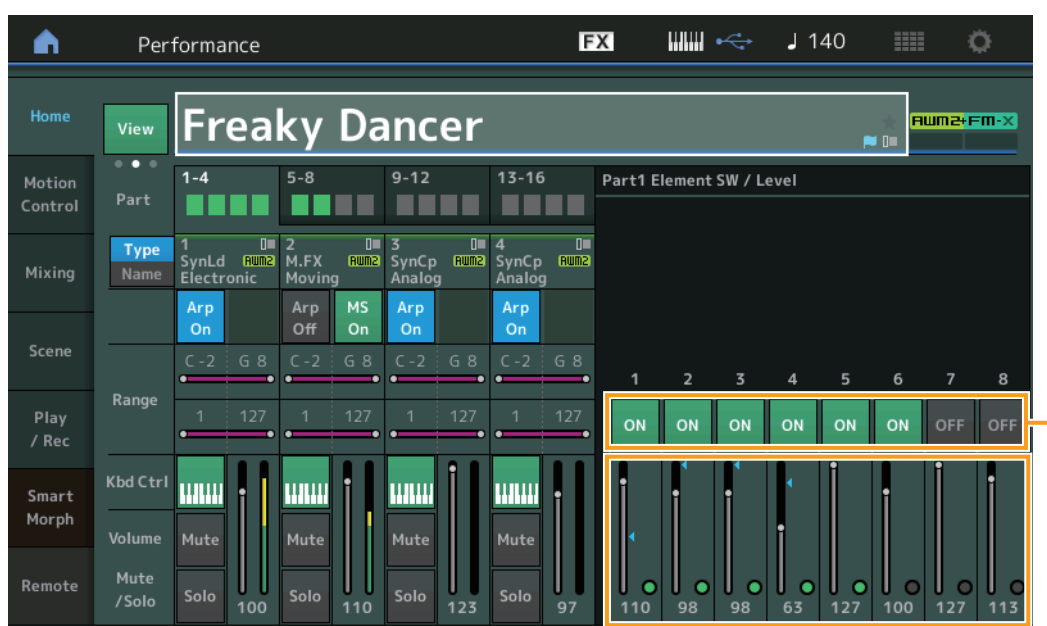 Performance FX 140
Home View Freaky Dancer AWM2+FM-X
Motion Control
Part 1-4 5-8 9-12 13-16 Part1 Element SW / Level
Mixing
Type
Name
1 SynLd AWM2 Electronic
2 M.FX AWM2 Moving
3 SynCp AWM2 Analog
4 SynCp AWM2 Analog
Arp On
Arp Off
MS On
Arp On
Arp On
Scene
Range
C -2 G 8 C -2 G 8 C -2 G 8 C -2 G 8
1 127 1 127 1 127 1 127
1 2 3 4 5 6 7 8
ON ON ON ON ON ON OFF OFF
Play / Rec
Smart Morph
Remote
Kbd Ctrl
Volume
Mute /Solo
Mute Mute Mute Mute
Solo 100 Solo 110 Solo 123 Solo 97
110 98 98 63 127 100 127 113